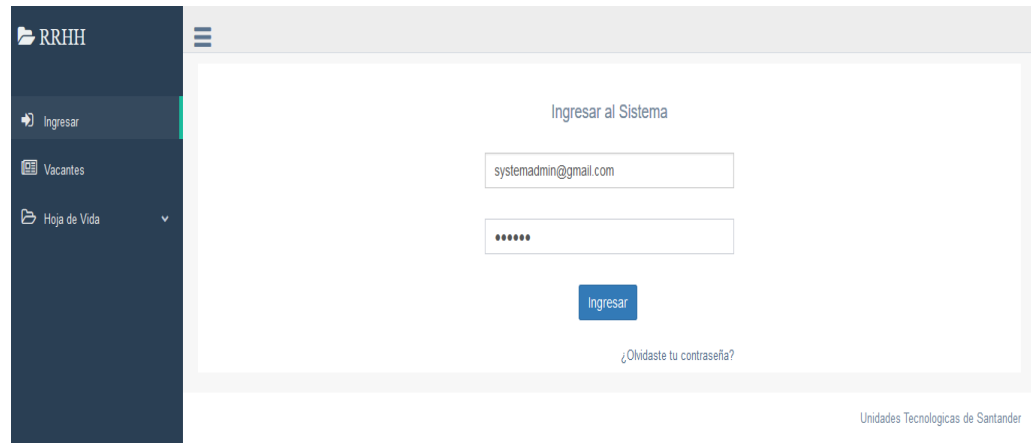 RRHH
Ingresar
Vacantes
Hoja de Vida
Ingresar al Sistema
systemadmin@gmail.com
••••••
Ingresar
¿Olvidaste tu contraseña?
Unidades Tecnologicas de Santander